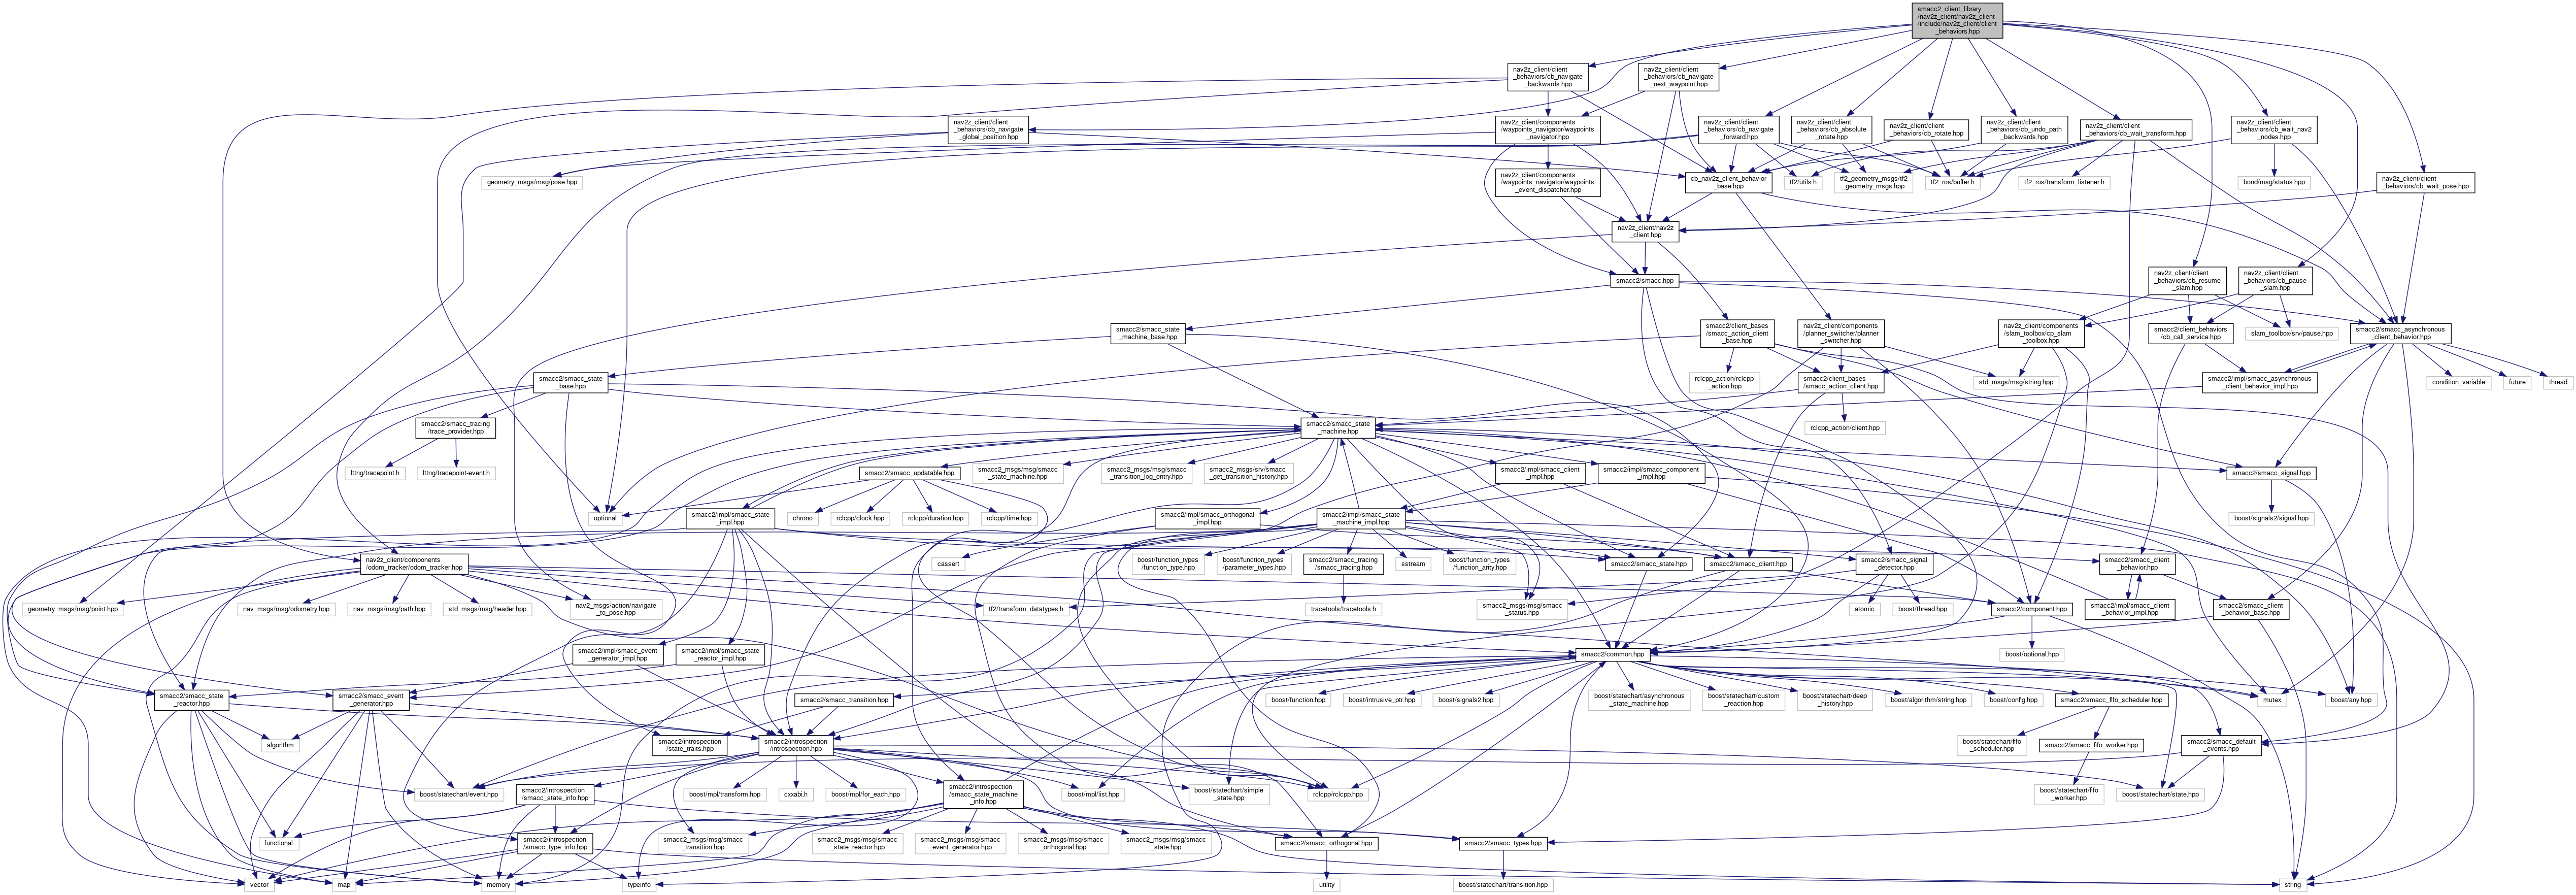 smacc2_client_library
/nav2z_client/nav2z_client
/include/nav2z_client/client
_behaviors.hpp
nav2z_client/client
_behaviors/cb_navigate
_backwards.hpp
nav2z_client/client
_behaviors/cb_navigate
_next_waypoint.hpp
nav2z_client/client
_behaviors/cb_navigate
_global_position.hpp
nav2z_client/components
/waypoints_navigator/waypoints
_navigator.hpp
nav2z_client/client
_behaviors/cb_navigate
_forward.hpp
nav2z_client/client
_behaviors/cb_absolute
_rotate.hpp
nav2z_client/client
_behaviors/cb_rotate.hpp
nav2z_client/client
_behaviors/cb_undo_path
_backwards.hpp
nav2z_client/client
_behaviors/cb_wait_transform.hpp
nav2z_client/client
_behaviors/cb_wait_nav2
_nodes.hpp
geometry_msgs/msg/pose.hpp
nav2z_client/components
/waypoints_navigator/waypoints
_event_dispatcher.hpp
cb_nav2z_client_behavior
_base.hpp
tf2/utils.h
tf2_geometry_msgs/tf2
_geometry_msgs.hpp
tf2_ros/buffer.h
tf2_ros/transform_listener.h
bond/msg/status.hpp
nav2z_client/client
_behaviors/cb_wait_pose.hpp
nav2z_client/nav2z
_client.hpp
smacc2/smacc.hpp
nav2z_client/client
_behaviors/cb_resume
_slam.hpp
nav2z_client/client
_behaviors/cb_pause
_slam.hpp
smacc2/smacc_state
_machine_base.hpp
smacc2/client_bases
/smacc_action_client
_base.hpp
nav2z_client/components
/planner_switcher/planner
_switcher.hpp
nav2z_client/components
/slam_toolbox/cp_slam
_toolbox.hpp
smacc2/client_behaviors
/cb_call_service.hpp
slam_toolbox/srv/pause.hpp
smacc2/smacc_asynchronous
_client_behavior.hpp
smacc2/smacc_state
_base.hpp
rclcpp_action/rclcpp
_action.hpp
smacc2/client_bases
/smacc_action_client.hpp
std_msgs/msg/string.hpp
smacc2/impl/smacc_asynchronous
_client_behavior_impl.hpp
condition_variable
future
thread
smacc2/smacc_tracing
/trace_provider.hpp
smacc2/smacc_state
_machine.hpp
rclcpp_action/client.hpp
lttng/tracepoint.h
lttng/tracepoint-event.h
smacc2/smacc_updatable.hpp
smacc2_msgs/msg/smacc
_state_machine.hpp
smacc2_msgs/msg/smacc
_transition_log_entry.hpp
smacc2_msgs/srv/smacc
_get_transition_history.hpp
smacc2/impl/smacc_client
_impl.hpp
smacc2/impl/smacc_component
_impl.hpp
smacc2/smacc_signal.hpp
optional
smacc2/impl/smacc_state
_impl.hpp
chrono
rclcpp/clock.hpp
rclcpp/duration.hpp
rclcpp/time.hpp
smacc2/impl/smacc_orthogonal
_impl.hpp
smacc2/impl/smacc_state
_machine_impl.hpp
boost/signals2/signal.hpp
nav2z_client/components
/odom_tracker/odom_tracker.hpp
cassert
boost/function_types
/function_type.hpp
boost/function_types
/parameter_types.hpp
smacc2/smacc_tracing
/smacc_tracing.hpp
sstream
boost/function_types
/function_arity.hpp
smacc2/smacc_state.hpp
smacc2/smacc_client.hpp
smacc2/smacc_signal
_detector.hpp
smacc2/smacc_client
_behavior.hpp
geometry_msgs/msg/point.hpp
nav_msgs/msg/odometry.hpp
nav_msgs/msg/path.hpp
std_msgs/msg/header.hpp
nav2_msgs/action/navigate
_to_pose.hpp
tf2/transform_datatypes.h
tracetools/tracetools.h
smacc2_msgs/msg/smacc
_status.hpp
atomic
boost/thread.hpp
smacc2/component.hpp
smacc2/impl/smacc_client
_behavior_impl.hpp
smacc2/smacc_client
_behavior_base.hpp
smacc2/impl/smacc_event
_generator_impl.hpp
smacc2/impl/smacc_state
_reactor_impl.hpp
smacc2/common.hpp
boost/optional.hpp
smacc2/smacc_state
_reactor.hpp
smacc2/smacc_event
_generator.hpp
smacc2/smacc_transition.hpp
boost/function.hpp
boost/intrusive_ptr.hpp
boost/signals2.hpp
boost/statechart/asynchronous
_state_machine.hpp
boost/statechart/custom
_reaction.hpp
boost/statechart/deep
_history.hpp
boost/algorithm/string.hpp
boost/config.hpp
smacc2/smacc_fifo_scheduler.hpp
mutex
boost/any.hpp
algorithm
smacc2/introspection
/state_traits.hpp
smacc2/introspection
/introspection.hpp
boost/statechart/fifo
_scheduler.hpp
smacc2/smacc_fifo_worker.hpp
smacc2/smacc_default
_events.hpp
boost/statechart/event.hpp
smacc2/introspection
/smacc_state_info.hpp
boost/mpl/transform.hpp
cxxabi.h
boost/mpl/for_each.hpp
smacc2/introspection
/smacc_state_machine
_info.hpp
boost/mpl/list.hpp
boost/statechart/simple
_state.hpp
rclcpp/rclcpp.hpp
boost/statechart/fifo
_worker.hpp
boost/statechart/state.hpp
functional
smacc2/introspection
/smacc_type_info.hpp
smacc2_msgs/msg/smacc
_transition.hpp
smacc2_msgs/msg/smacc
_state_reactor.hpp
smacc2_msgs/msg/smacc
_event_generator.hpp
smacc2_msgs/msg/smacc
_orthogonal.hpp
smacc2_msgs/msg/smacc
_state.hpp
smacc2/smacc_orthogonal.hpp
smacc2/smacc_types.hpp
vector
map
memory
typeinfo
utility
boost/statechart/transition.hpp
string